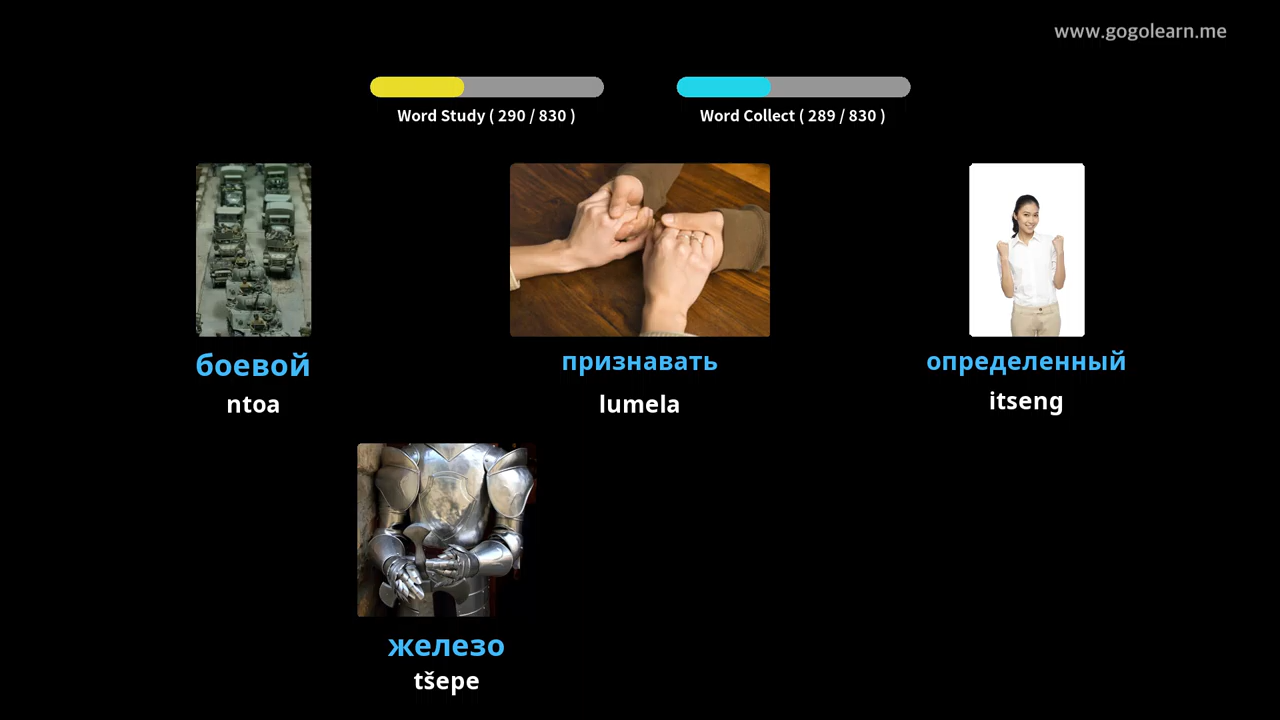 www.gogolearn.me
Word Study ( 290 / 830 )
Word Collect ( 289 / 830 )
боевой
ntoa
признавать
lumela
определенный
itseng
железо
tšepe